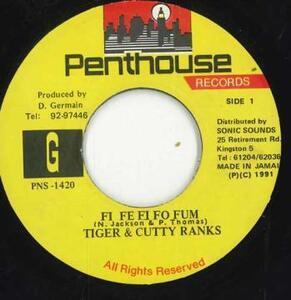 Penthouse
RECORDS
Produced by
D. Germain
Tel: 92-97446
SIDE 1
G
PNS -1420
Distributed by
SONIC SOUNDS
25 Retirement Rd.
Kingston 5
Tel: 61204/62036
MADE IN JAMAI
(P)(C) 1991
FI FE FI FO FUM
(N. Jackson & P. Thomas)
TIGER & CUTTY RANKS
All Rights Reserved